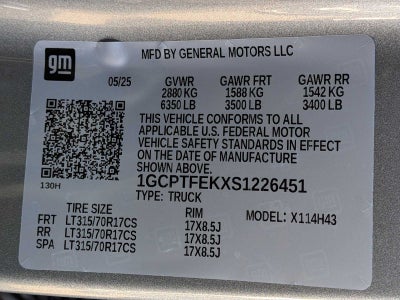 gm
MFD BY GENERAL MOTORS LLC
05/25 GVWR GAWR FRT GAWR RR
2880 KG 1588 KG 1542 KG
6350 LB 3500 LB 3400 LB
THIS VEHICLE CONFORMS TO ALL
APPLICABLE U.S. FEDERAL MOTOR
VEHICLE SAFETY STANDARDS IN EFFECT
ON THE DATE OF MANUFACTURE
SHOWN ABOVE.
130H
1GCPTFEKXS1226451
TYPE: TRUCK
TIRE SIZE RIM MODEL: X114H43
FRT LT315/70R17CS 17X8.5J
RR LT315/70R17CS 17X8.5J
SPA LT315/70R17CS 17X8.5J